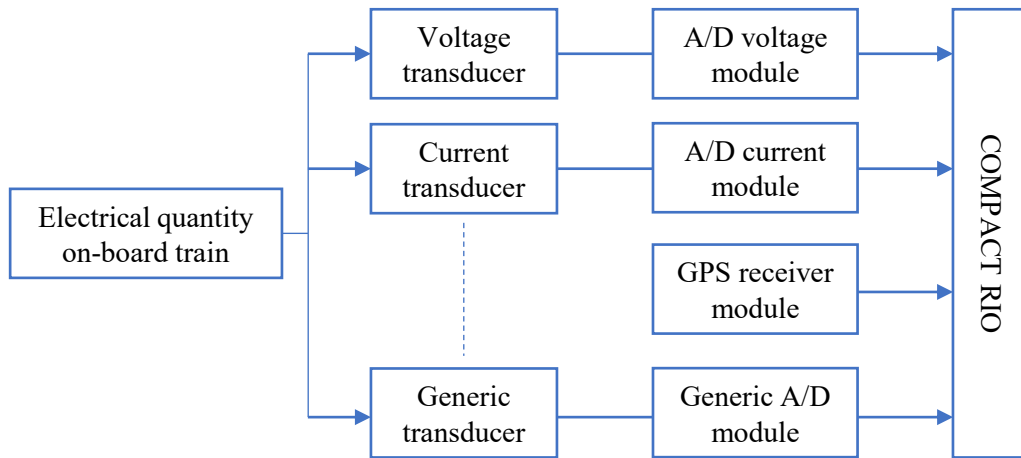 Voltage
transducer
A/D voltage
module
Current
transducer
A/D current
module
Electrical quantity
on-board train
GPS receiver
module
Generic
transducer
Generic A/D
module
COMPACT RIO